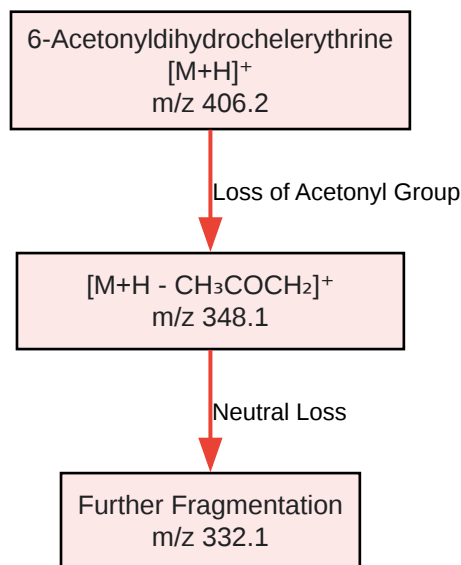 6-Acetonyldihydrochelerythrine
[M+H]⁺
m/z 406.2
Loss of Acetonyl Group
[M+H - CH₃COCH₂]⁺
m/z 348.1
Neutral Loss
Further Fragmentation
m/z 332.1